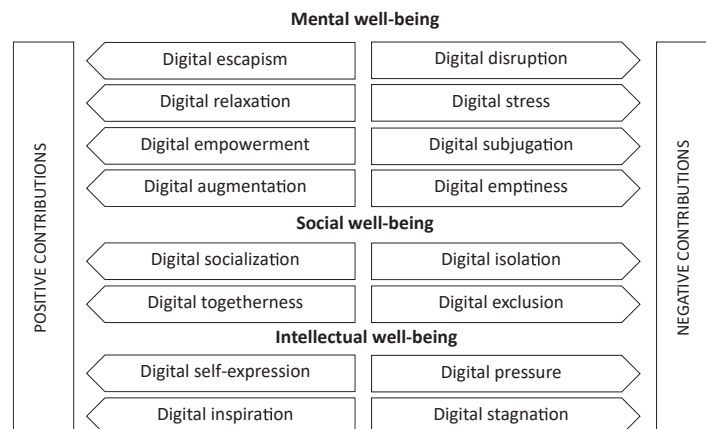 Mental well-being
Digital escapism
Digital disruption
Digital relaxation
Digital stress
Digital empowerment
Digital subjugation
Digital augmentation
Digital emptiness
Social well-being
Digital socialization
Digital isolation
Digital togetherness
Digital exclusion
Intellectual well-being
Digital self-expression
Digital pressure
Digital inspiration
Digital stagnation
POSITIVE CONTRIBUTIONS
NEGATIVE CONTRIBUTIONS